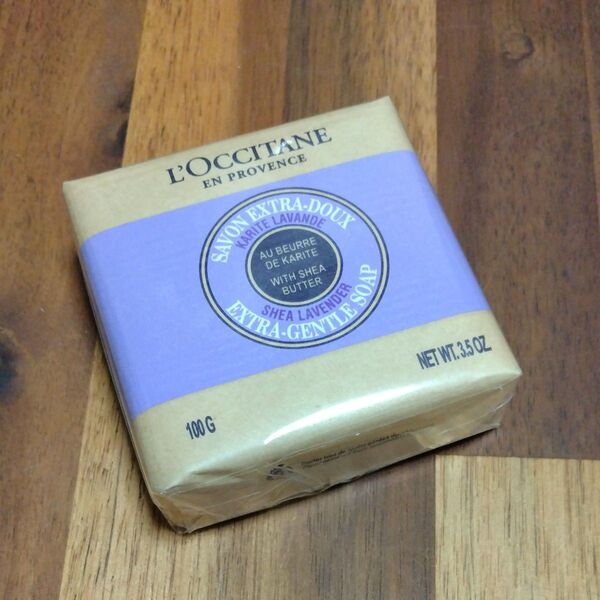 L'OCCITANE
EN PROVENCE
SAVON EXTRA-DOUX
KARITE LAVANDE
AU BEURRE
DE KARITE
WITH SHEA
BUTTER
SHEA LAVENDER
EXTRA-GENTLE SOAP
100 G
NET WT. 3.5 OZ.